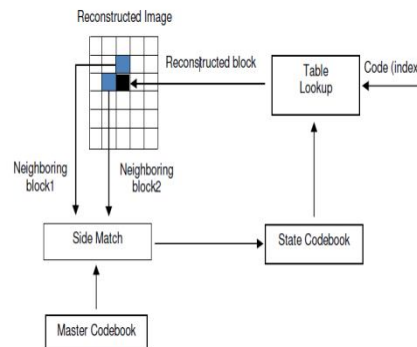 Reconstructed Image
Reconstructed block
Table
Lookup
Code (index
Neighboring
block1
Neighboring
block2
Side Match
State Codebook
Master Codebook